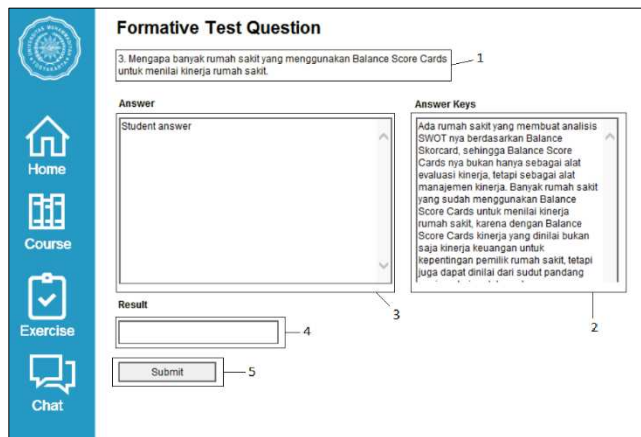 Formative Test Question
3. Mengapa banyak rumah sakit yang menggunakan Balance Score Cards
untuk menilai kinerja rumah sakit.
1
Answer
Student answer
3
Answer Keys
Ada rumah sakit yang membuat analisis
SWOT nya berdasarkan Balance
Skorcard, sehingga Balance Score
Cards nya bukan hanya sebagai alat
evaluasi kinerja, tetapi sebagai alat
manajemen kinerja. Banyak rumah sakit
yang sudah menggunakan Balance
Score Cards untuk menilai kinerja
rumah sakit, karena dengan Balance
Score Cards kinerja yang dinilai bukan
saja kinerja keuangan untuk
kepentingan pemilik rumah sakit, tetapi
juga dapat dinilai dari sudut pandang
2
Result
4
Submit
5
Home
Course
Exercise
Chat